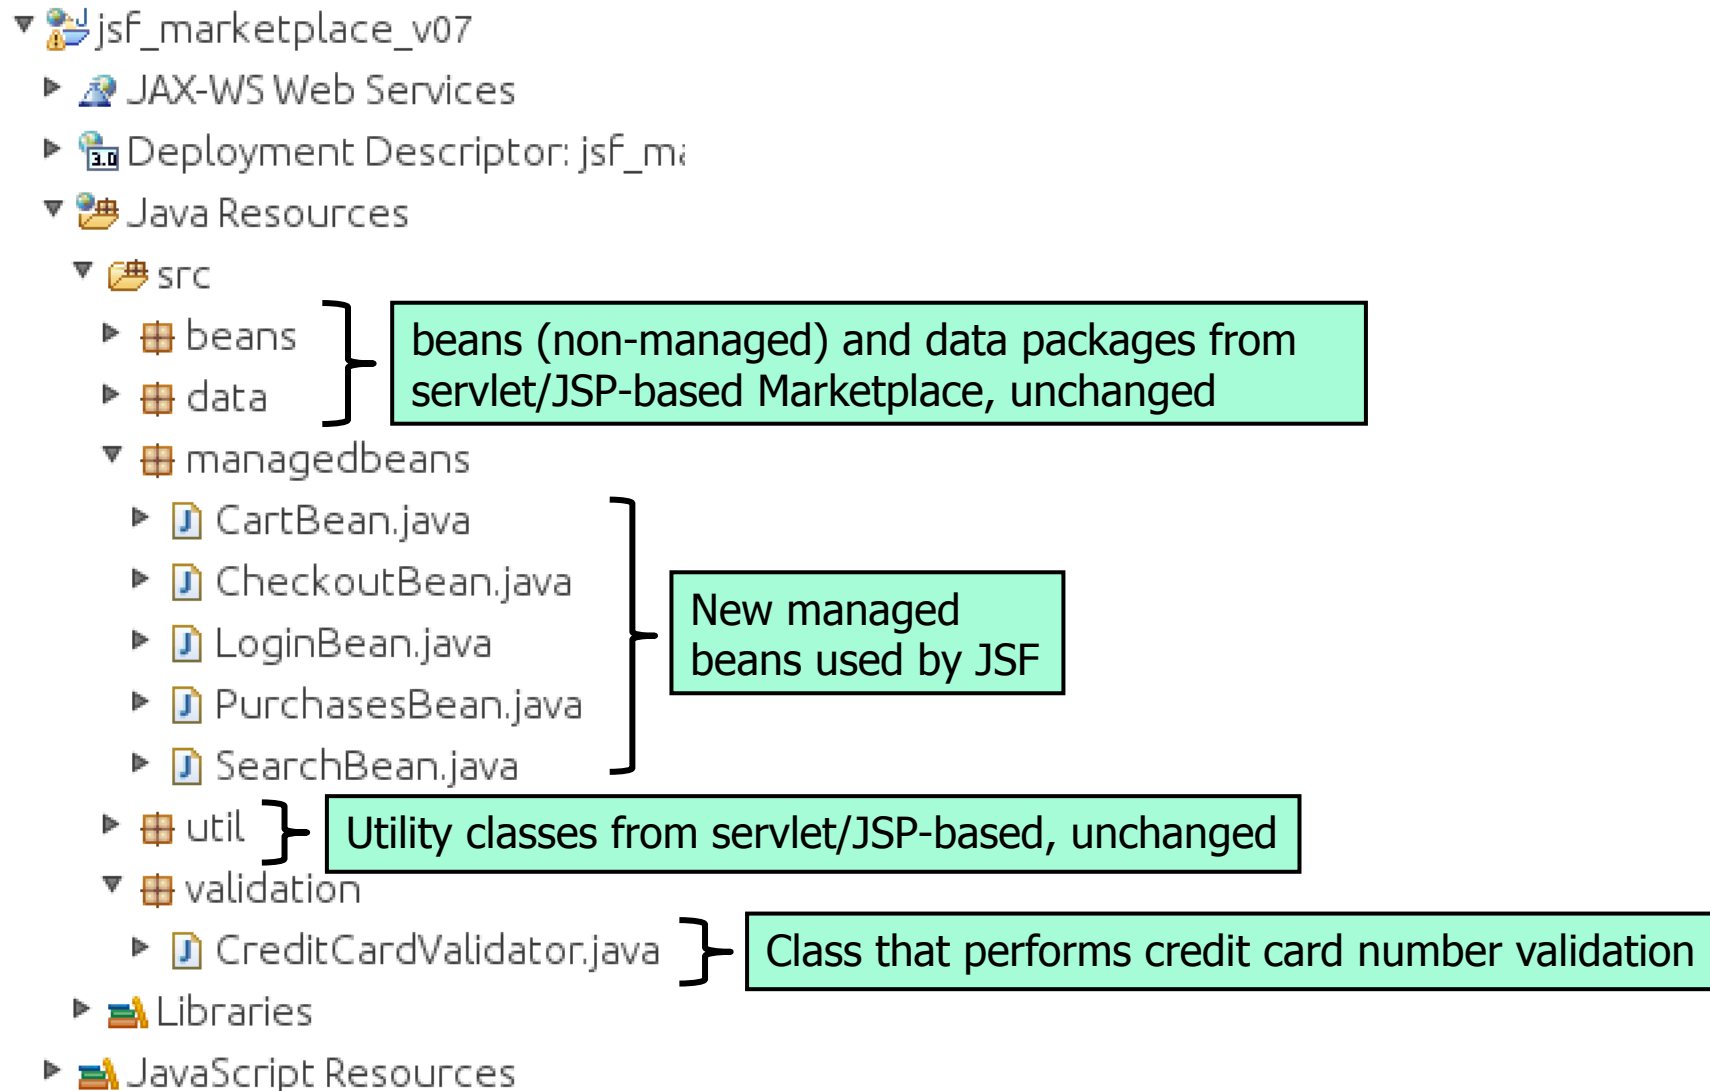 jsf_marketplace_v07
JAX-WS Web Services
3.0
Deployment Descriptor: jsf_ma
Java Resources
src
beans
data
beans (non-managed) and data packages from
servlet/JSP-based Marketplace, unchanged
managedbeans
CartBean.java
CheckoutBean.java
LoginBean.java
PurchasesBean.java
SearchBean.java
New managed
beans used by JSF
util
Utility classes from servlet/JSP-based, unchanged
validation
CreditCardValidator.java
Class that performs credit card number validation
Libraries
JavaScript Resources